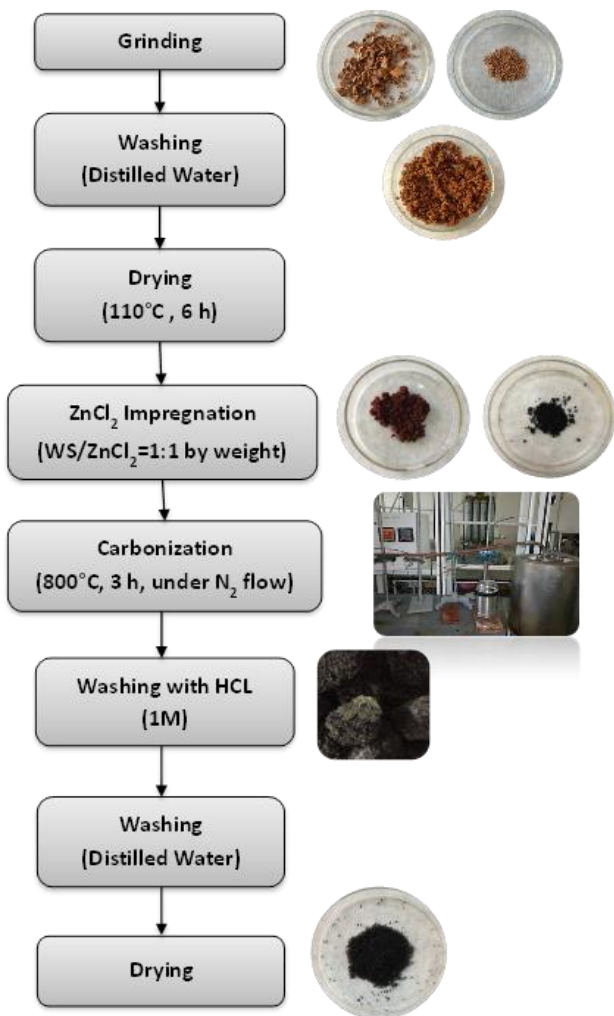 Grinding
Washing
(Distilled Water)
Drying
(110°C , 6 h)
ZnCl₂ Impregnation
(WS/ZnCl₂=1:1 by weight)
Carbonization
(800°C, 3 h, under N₂ flow)
Washing with HCL
(1M)
Washing
(Distilled Water)
Drying